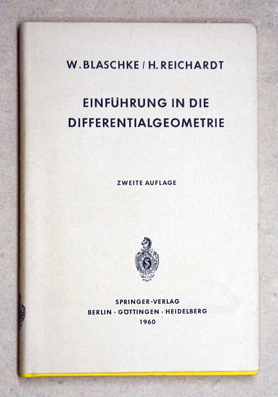 W. BLASCHKE / H. REICHARDT
EINFÜHRUNG IN DIE
DIFFERENTIALGEOMETRIE
ZWEITE AUFLAGE
SPRINGER-VERLAG
BERLIN · GÖTTINGEN · HEIDELBERG
1960